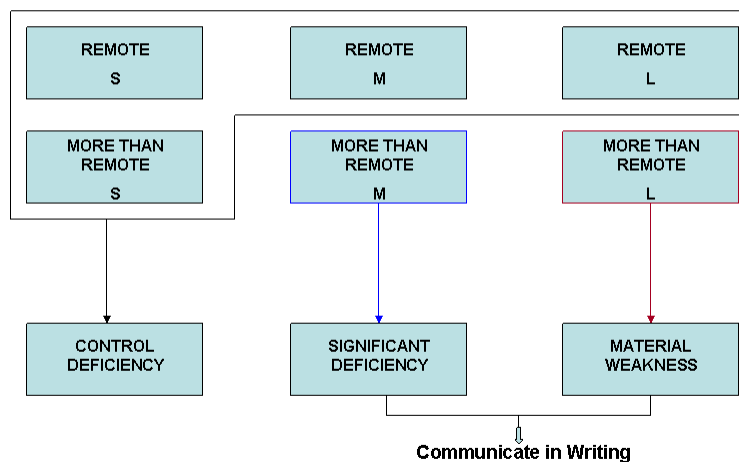 REMOTE
S
REMOTE
M
REMOTE
L
MORE THAN
REMOTE
S
MORE THAN
REMOTE
M
MORE THAN
REMOTE
L
CONTROL
DEFICIENCY
SIGNIFICANT
DEFICIENCY
MATERIAL
WEAKNESS
Communicate in Writing